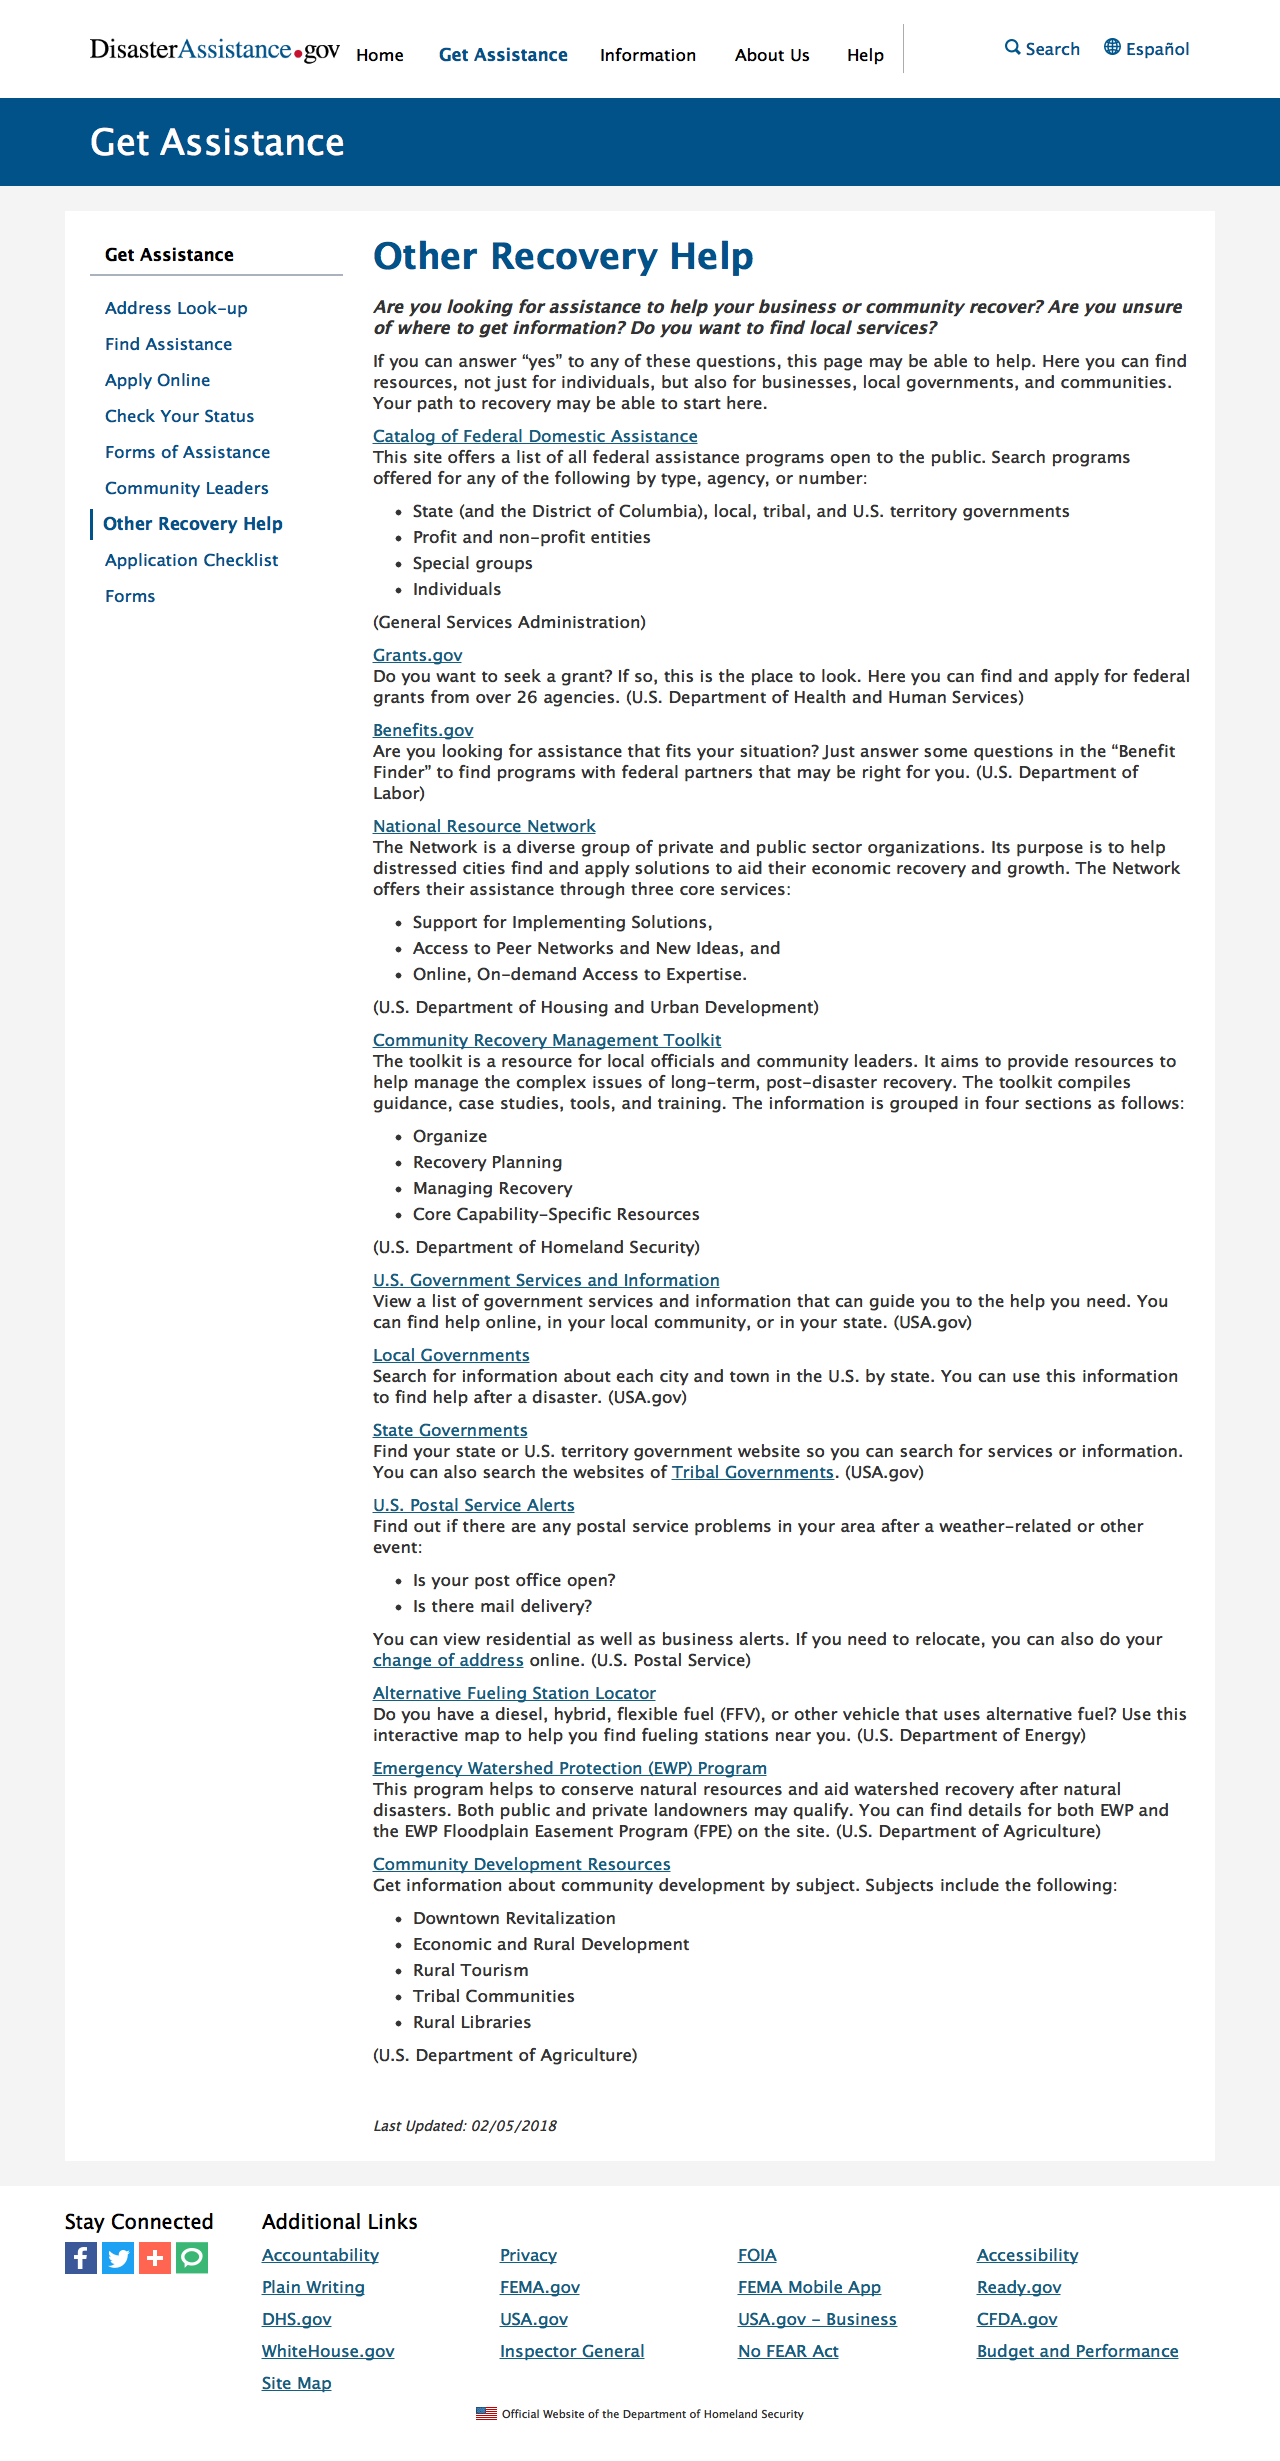 DisasterAssistance.gov Home Get Assistance Information About Us Help Search Español
Get Assistance
Get Assistance
Address Look-up
Find Assistance
Apply Online
Check Your Status
Forms of Assistance
Community Leaders
Other Recovery Help
Application Checklist
Forms
Other Recovery Help
Are you looking for assistance to help your business or community recover? Are you unsure
of where to get information? Do you want to find local services?
If you can answer “yes” to any of these questions, this page may be able to help. Here you can find
resources, not just for individuals, but also for businesses, local governments, and communities.
Your path to recovery may be able to start here.
Catalog of Federal Domestic Assistance
This site offers a list of all federal assistance programs open to the public. Search programs
offered for any of the following by type, agency, or number:
• State (and the District of Columbia), local, tribal, and U.S. territory governments
• Profit and non-profit entities
• Special groups
• Individuals
(General Services Administration)
Grants.gov
Do you want to seek a grant? If so, this is the place to look. Here you can find and apply for federal
grants from over 26 agencies. (U.S. Department of Health and Human Services)
Benefits.gov
Are you looking for assistance that fits your situation? Just answer some questions in the “Benefit
Finder” to find programs with federal partners that may be right for you. (U.S. Department of
Labor)
National Resource Network
The Network is a diverse group of private and public sector organizations. Its purpose is to help
distressed cities find and apply solutions to aid their economic recovery and growth. The Network
offers their assistance through three core services:
• Support for Implementing Solutions,
• Access to Peer Networks and New Ideas, and
• Online, On-demand Access to Expertise.
(U.S. Department of Housing and Urban Development)
Community Recovery Management Toolkit
The toolkit is a resource for local officials and community leaders. It aims to provide resources to
help manage the complex issues of long-term, post-disaster recovery. The toolkit compiles
guidance, case studies, tools, and training. The information is grouped in four sections as follows:
• Organize
• Recovery Planning
• Managing Recovery
• Core Capability-Specific Resources
(U.S. Department of Homeland Security)
U.S. Government Services and Information
View a list of government services and information that can guide you to the help you need. You
can find help online, in your local community, or in your state. (USA.gov)
Local Governments
Search for information about each city and town in the U.S. by state. You can use this information
to find help after a disaster. (USA.gov)
State Governments
Find your state or U.S. territory government website so you can search for services or information.
You can also search the websites of Tribal Governments. (USA.gov)
U.S. Postal Service Alerts
Find out if there are any postal service problems in your area after a weather-related or other
event:
• Is your post office open?
• Is there mail delivery?
You can view residential as well as business alerts. If you need to relocate, you can also do your
change of address online. (U.S. Postal Service)
Alternative Fueling Station Locator
Do you have a diesel, hybrid, flexible fuel (FFV), or other vehicle that uses alternative fuel? Use this
interactive map to help you find fueling stations near you. (U.S. Department of Energy)
Emergency Watershed Protection (EWP) Program
This program helps to conserve natural resources and aid watershed recovery after natural
disasters. Both public and private landowners may qualify. You can find details for both EWP and
the EWP Floodplain Easement Program (FPE) on the site. (U.S. Department of Agriculture)
Community Development Resources
Get information about community development by subject. Subjects include the following:
• Downtown Revitalization
• Economic and Rural Development
• Rural Tourism
• Tribal Communities
• Rural Libraries
(U.S. Department of Agriculture)
Last Updated: 02/05/2018
Stay Connected
Additional Links
Accountability Privacy FOIA Accessibility
Plain Writing FEMA.gov FEMA Mobile App Ready.gov
DHS.gov USA.gov USA.gov - Business CFDA.gov
WhiteHouse.gov Inspector General No FEAR Act Budget and Performance
Site Map
Official Website of the Department of Homeland Security